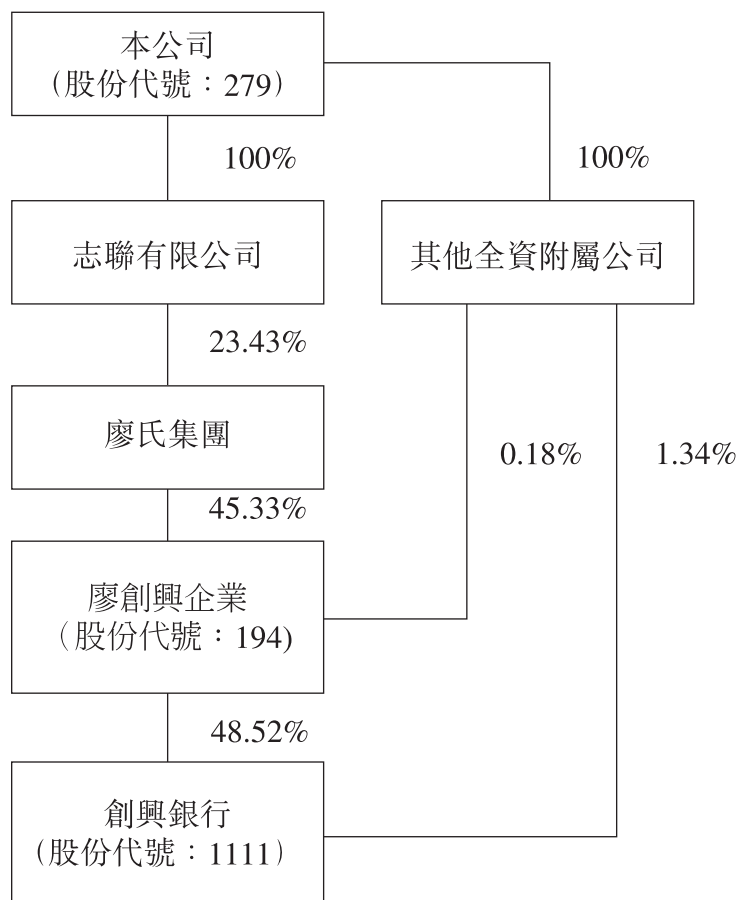 本公司
（股份代號：279）
100%
100%
志聯有限公司
其他全資附屬公司
23.43%
廖氏集團
0.18%
1.34%
45.33%
廖創興企業
（股份代號：194)
48.52%
創興銀行
（股份代號：1111）